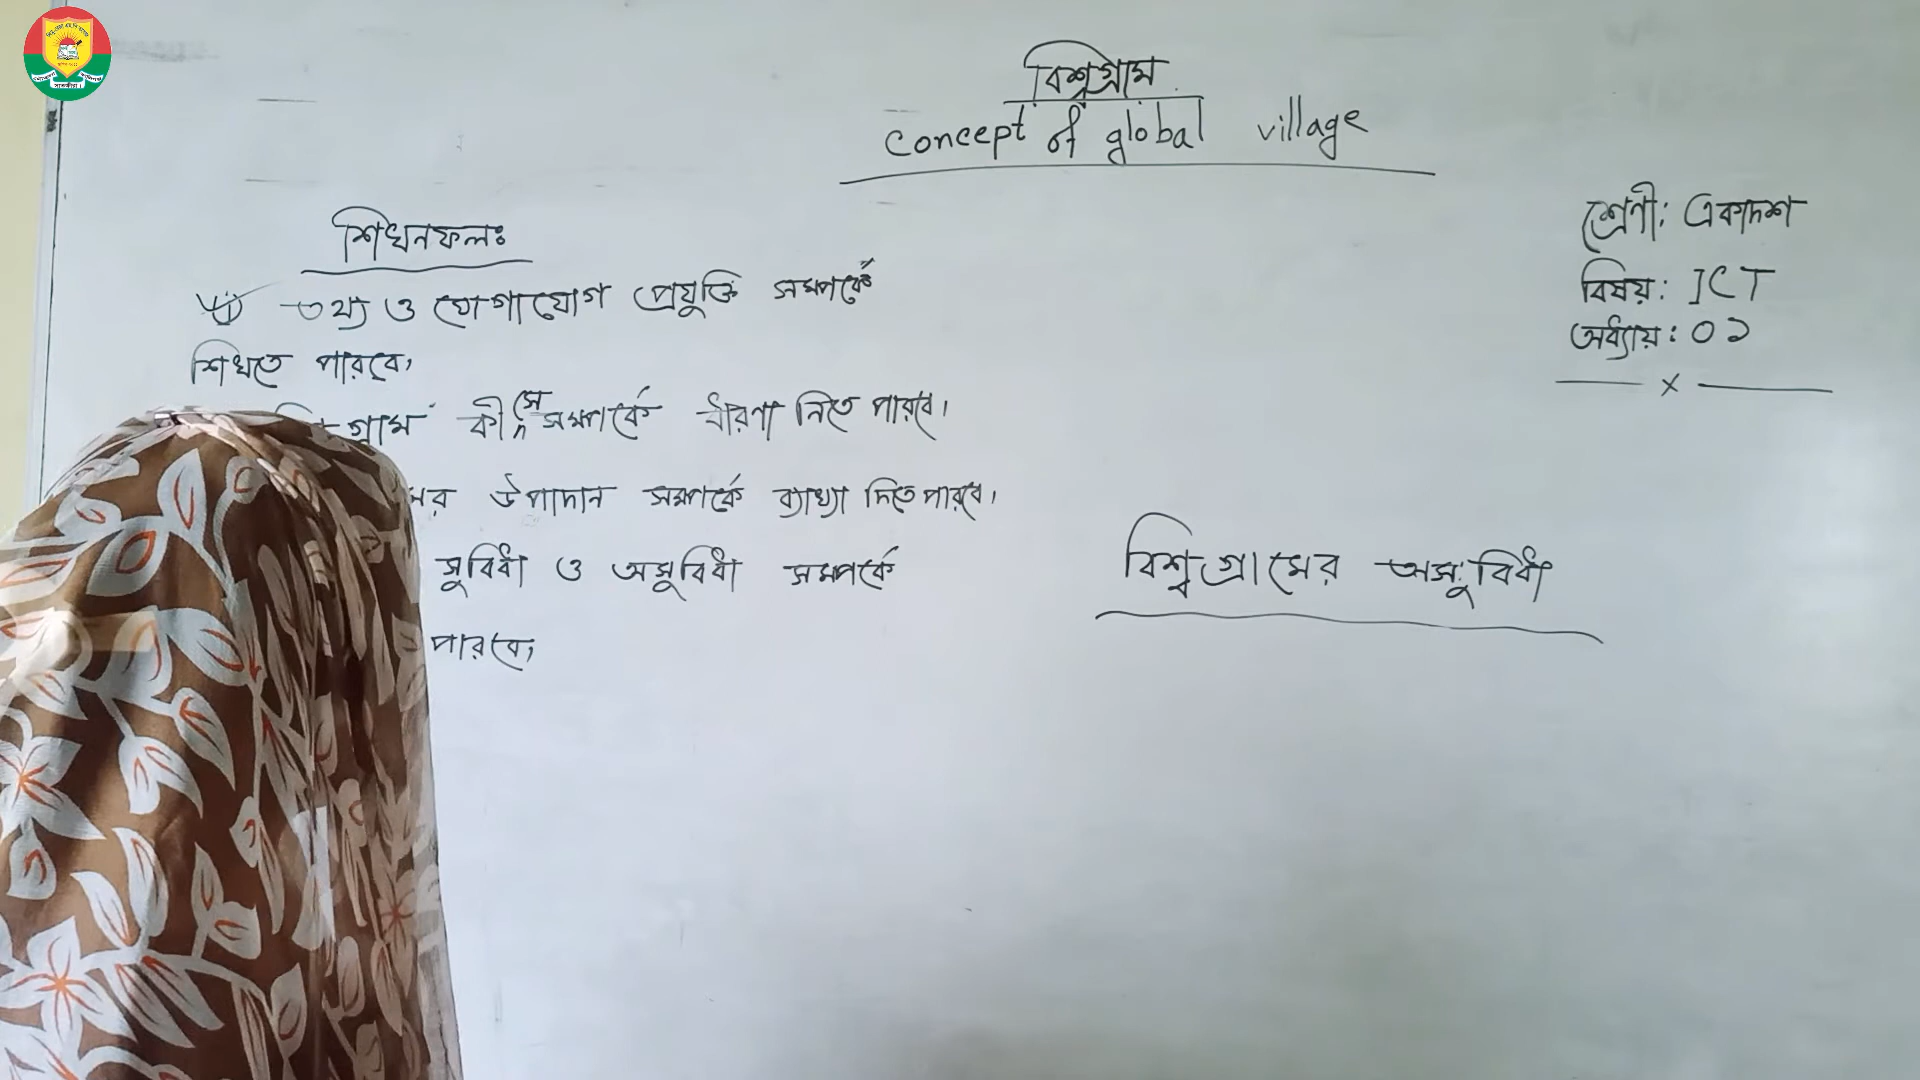 বিশ্বগ্রাম
concept of global village
শ্রেণী: একাদশ
বিষয়: ICT
অধ্যায়: ০১
x
শিখনফলঃ
তথ্য ও যোগাযোগ প্রযুক্তি সম্পর্কে
শিখতে পারবে,
গ্রাম কী সে সম্পর্কে ধারণা নিতে পারবে।
উপাদান সম্পর্কে ব্যাখ্যা দিতে পারবে।
সুবিধা ও অসুবিধা সম্পর্কে
পারবে,
বিশ্বগ্রামের অসুবিধা